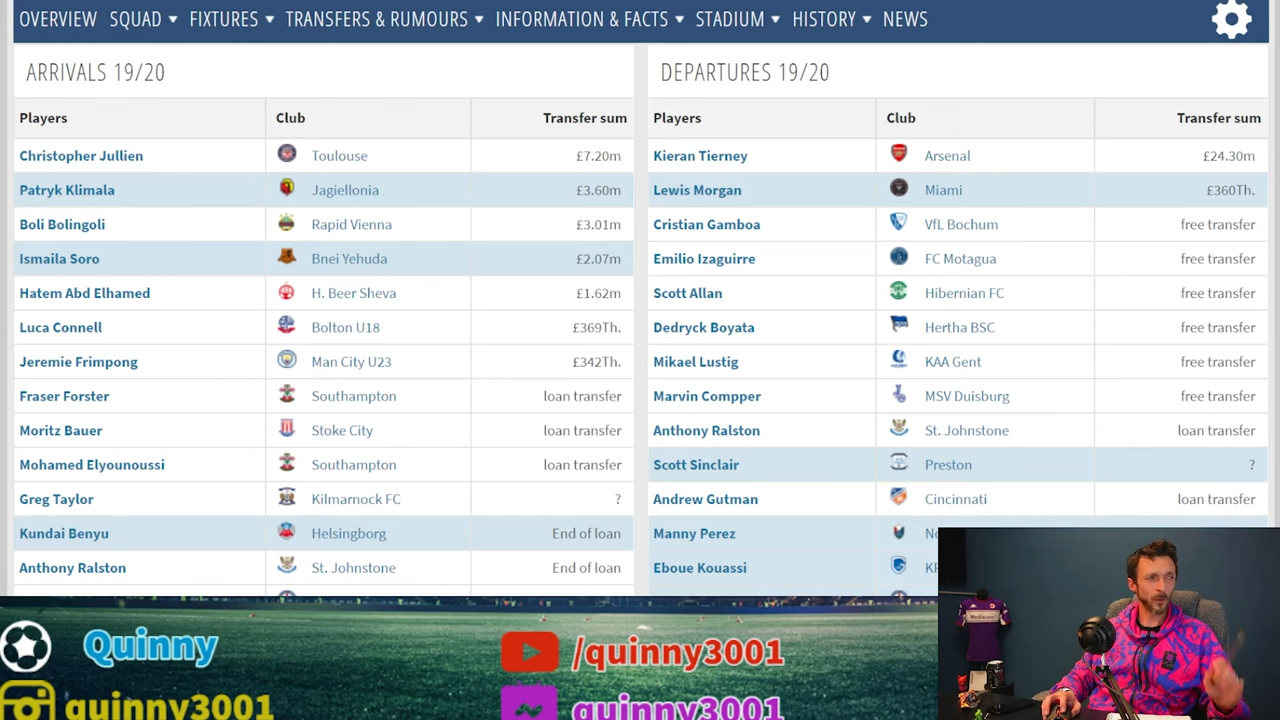 OVERVIEW SQUAD FIXTURES TRANSFERS & RUMOURS INFORMATION & FACTS STADIUM HISTORY NEWS
ARRIVALS 19/20
Players Club Transfer sum
Christopher Jullien Toulouse £7.20m
Patryk Klimala Jagiellonia £3.60m
Boli Bolingoli Rapid Vienna £3.01m
Ismaila Soro Bnei Yehuda £2.07m
Hatem Abd Elhamed H. Beer Sheva £1.62m
Luca Connell Bolton U18 £369Th.
Jeremie Frimpong Man City U23 £342Th.
Fraser Forster Southampton loan transfer
Moritz Bauer Stoke City loan transfer
Mohamed Elyounoussi Southampton loan transfer
Greg Taylor Kilmarnock FC ?
Kundai Benyu Helsingborg End of loan
Anthony Ralston St. Johnstone End of loan
DEPARTURES 19/20
Players Club Transfer sum
Kieran Tierney Arsenal £24.30m
Lewis Morgan Miami £360Th.
Cristian Gamboa VfL Bochum free transfer
Emilio Izaguirre FC Motagua free transfer
Scott Allan Hibernian FC free transfer
Dedryck Boyata Hertha BSC free transfer
Mikael Lustig KAA Gent free transfer
Marvin Compper MSV Duisburg free transfer
Anthony Ralston St. Johnstone loan transfer
Scott Sinclair Preston ?
Andrew Gutman Cincinnati loan transfer
Manny Perez
Eboue Kouassi
Quinny /quinny3001
quinny3001 quinny3001